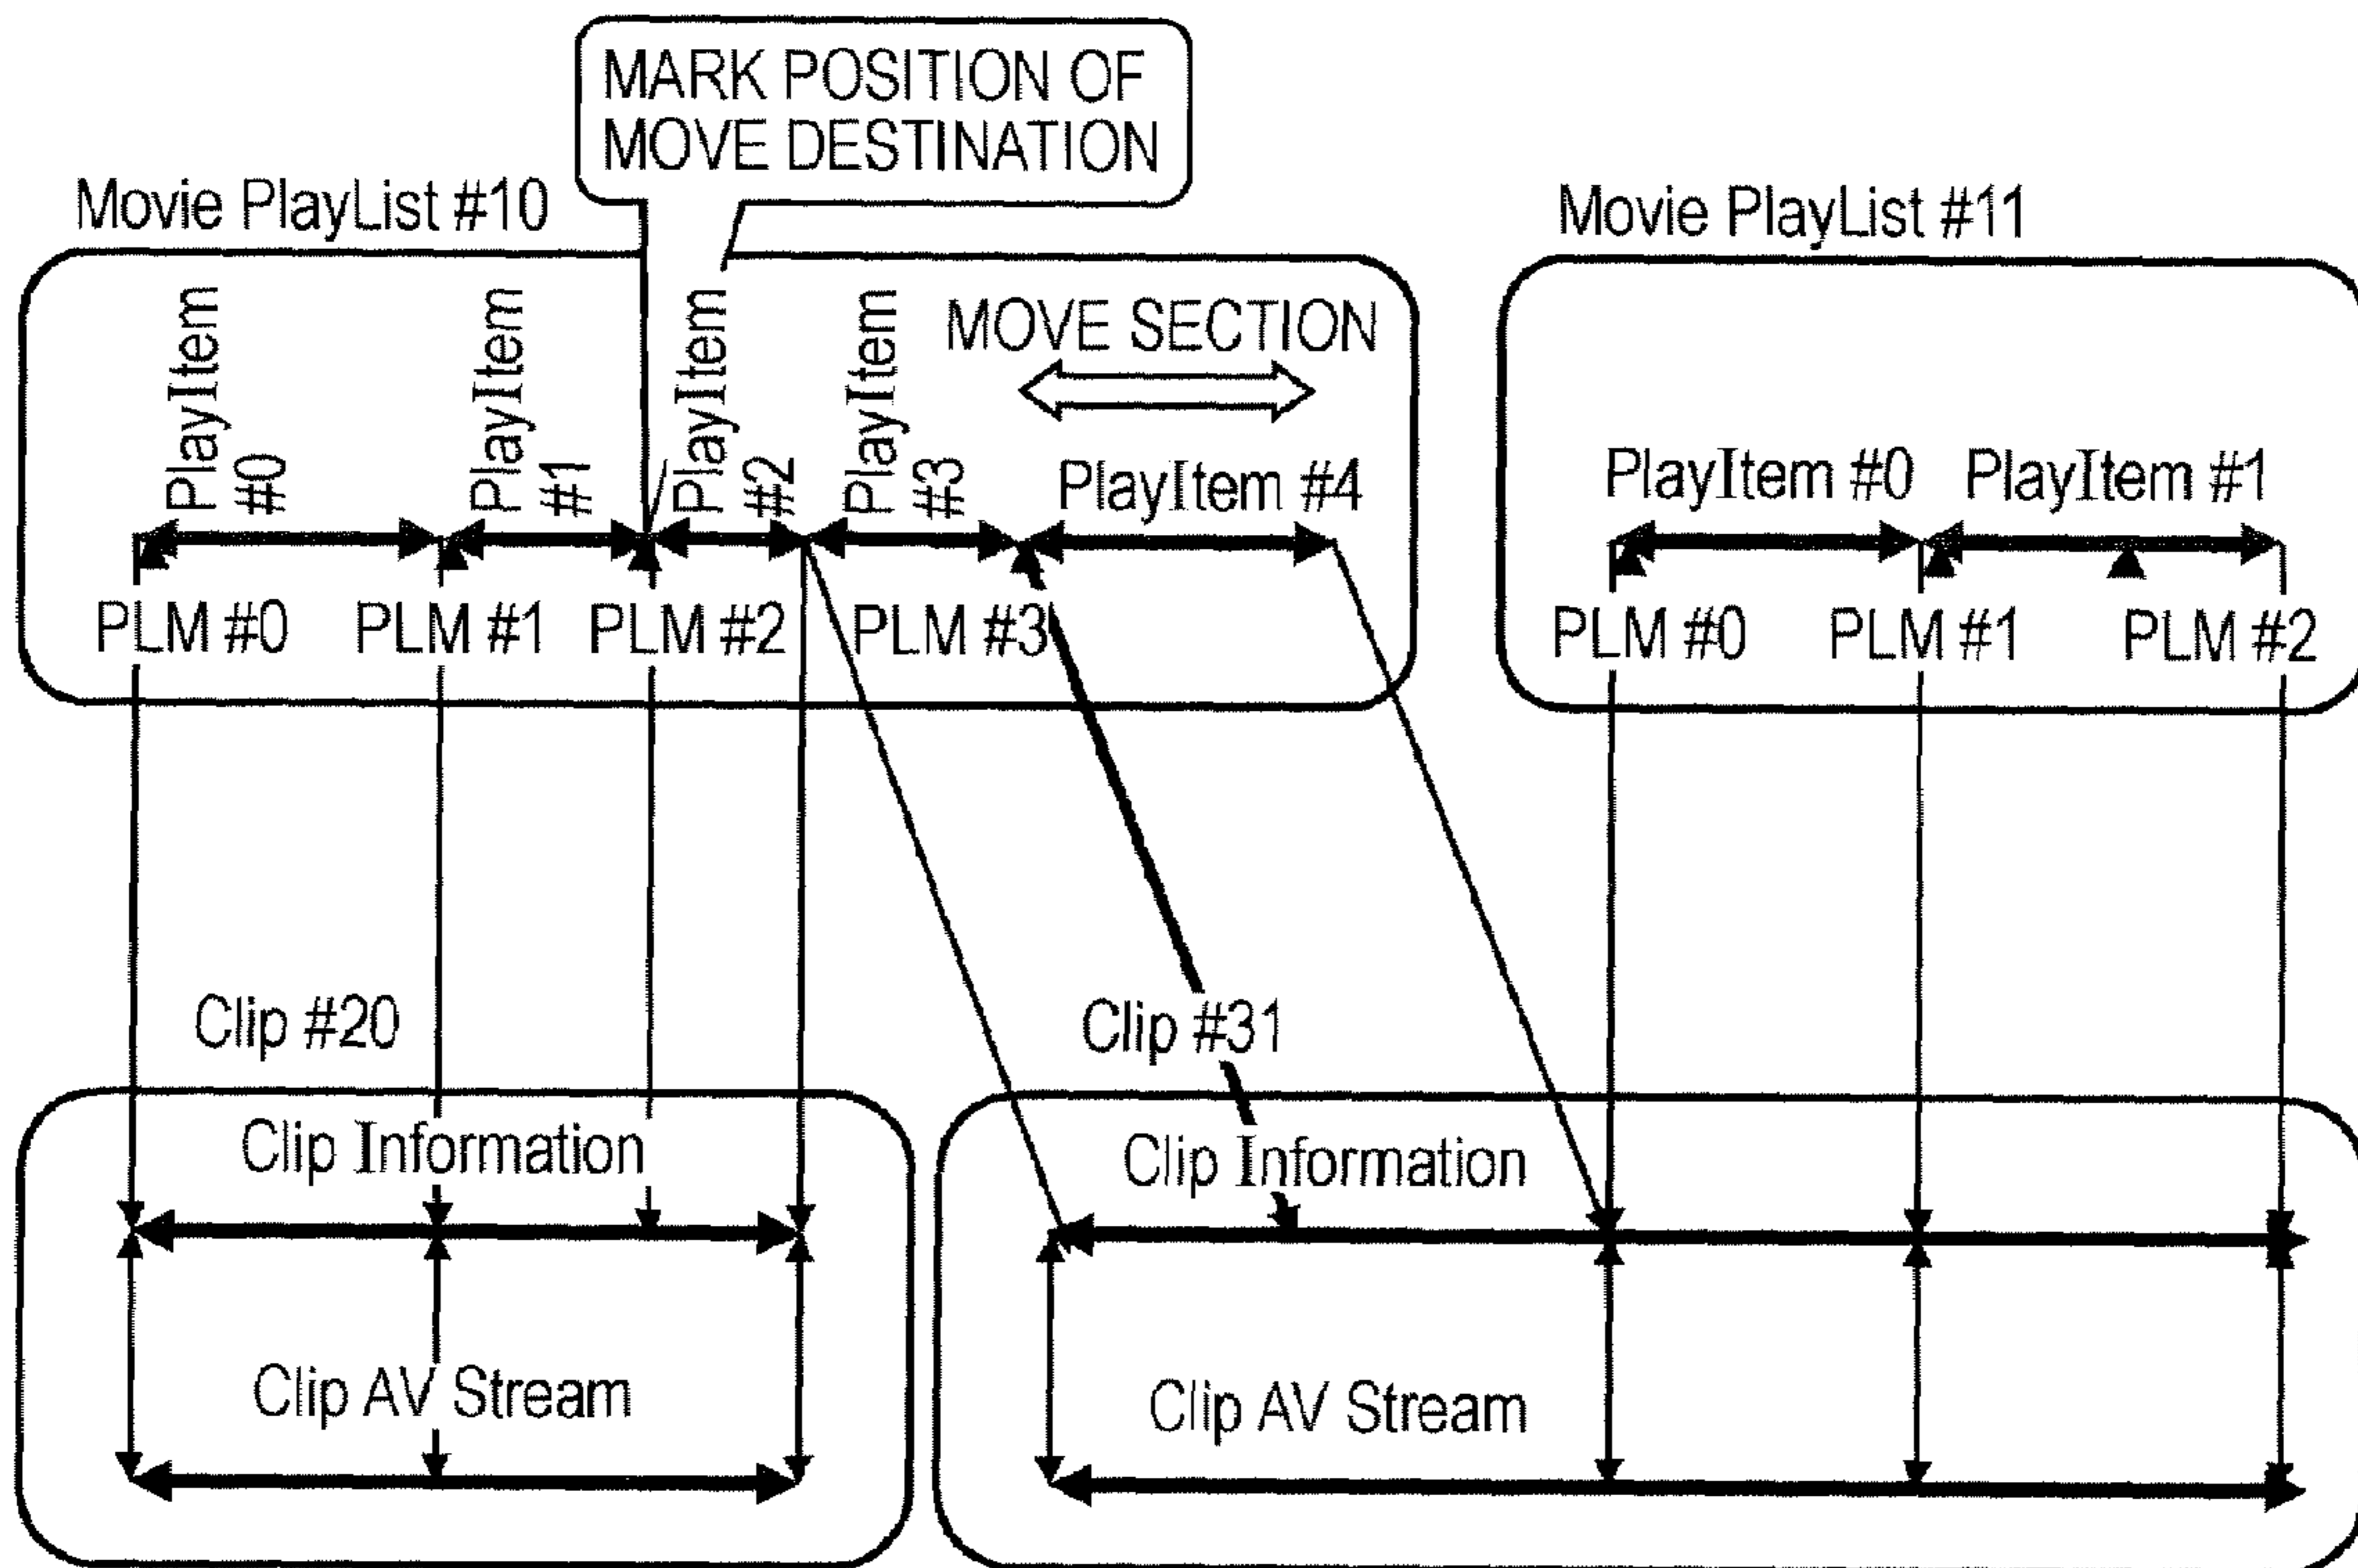 MARK POSITION OF
MOVE DESTINATION
Movie PlayList #10
Movie PlayList #11
PlayItem
#0
PlayItem
#1
PlayItem
#2
PlayItem
#3
MOVE SECTION
PlayItem #4
PlayItem #0
PlayItem #1
PLM #0
PLM #1
PLM #2
PLM #3
PLM #0
PLM #1
PLM #2
Clip #20
Clip #31
Clip Information
Clip Information
Clip AV Stream
Clip AV Stream